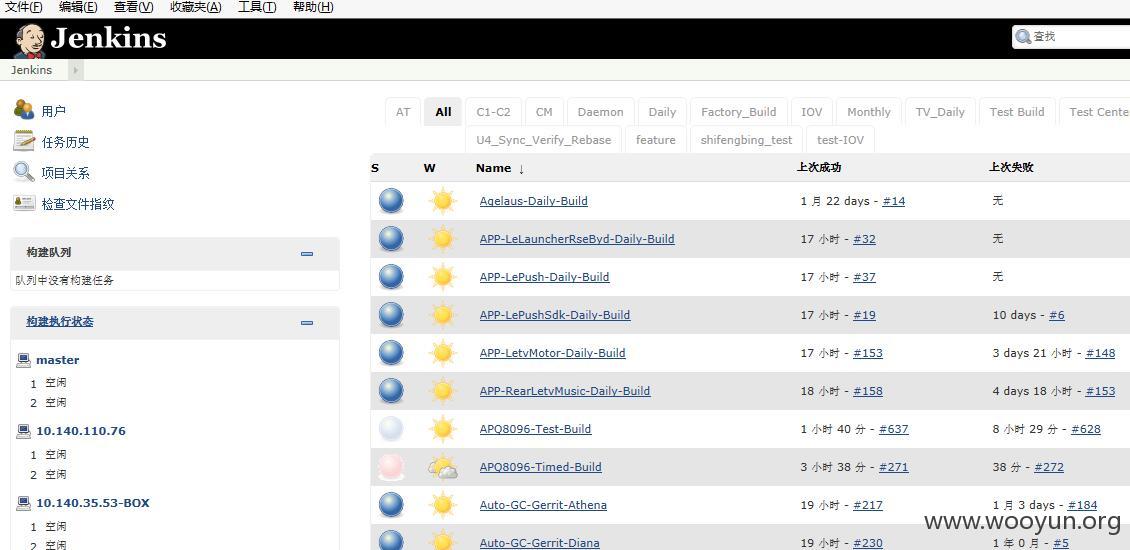 文件(F) 编辑(E) 查看(V) 收藏夹(A) 工具(T) 帮助(H)
Jenkins
查找
Jenkins
用户
任务历史
项目关系
检查文件指纹
构建队列
队列中没有构建任务
构建执行状态
master
1 空闲
2 空闲
10.140.110.76
1 空闲
2 空闲
10.140.35.53-BOX
1 空闲
2 空闲
AT All C1-C2 CM Daemon Daily Factory_Build IOV Monthly TV_Daily Test Build Test Cente
U4_Sync_Verify_Rebase feature shifengbing_test test-IOV
S W Name ↓ 上次成功 上次失败
Agelaus-Daily-Build 1 月 22 days - #14 无
APP-LeLauncherRseByd-Daily-Build 17 小时 - #32 无
APP-LePush-Daily-Build 17 小时 - #37 无
APP-LePushSdk-Daily-Build 17 小时 - #19 10 days - #6
APP-LetvMotor-Daily-Build 17 小时 - #153 3 days 21 小时 - #148
APP-RearLetvMusic-Daily-Build 18 小时 - #158 4 days 18 小时 - #153
APQ8096-Test-Build 1 小时 40 分 - #637 8 小时 29 分 - #628
APQ8096-Timed-Build 3 小时 38 分 - #271 38 分 - #272
Auto-GC-Gerrit-Athena 19 小时 - #217 1 月 3 days - #184
Auto-GC-Gerrit-Diana 19 小时 - #230 1 年 0 月 - #5
www.wooyun.org